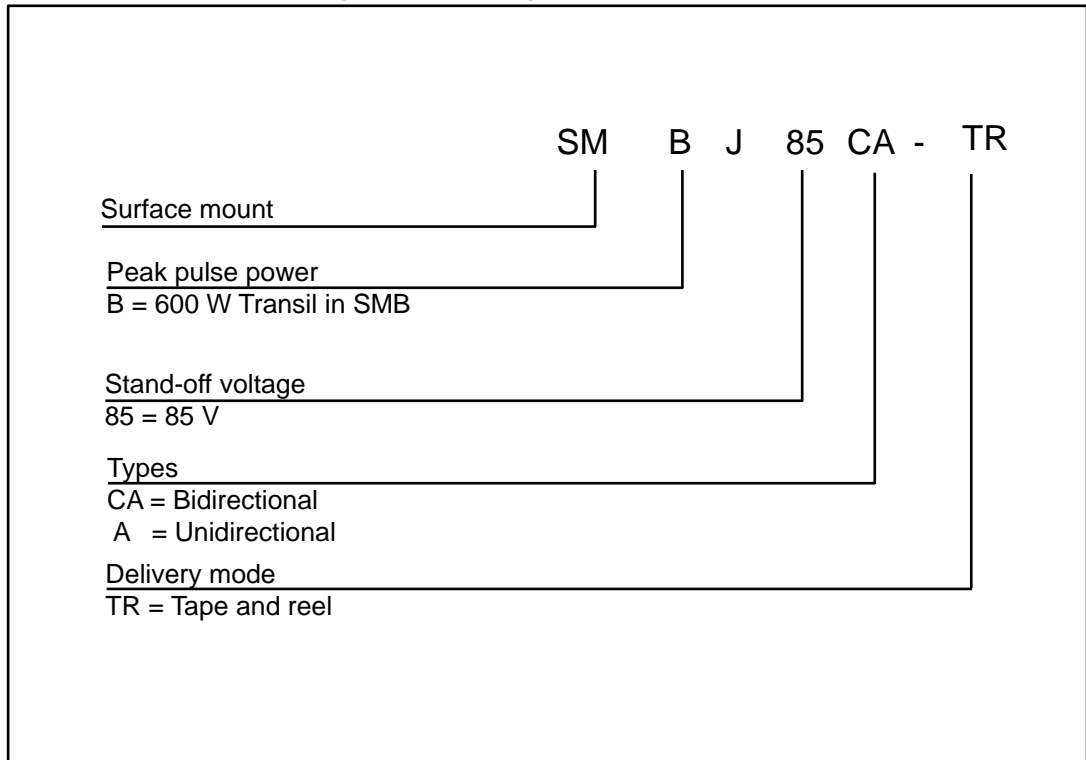 SM B J 85 CA - TR
Surface mount
Peak pulse power
B = 600 W Transil in SMB
Stand-off voltage
85 = 85 V
Types
CA = Bidirectional
A = Unidirectional
Delivery mode
TR = Tape and reel